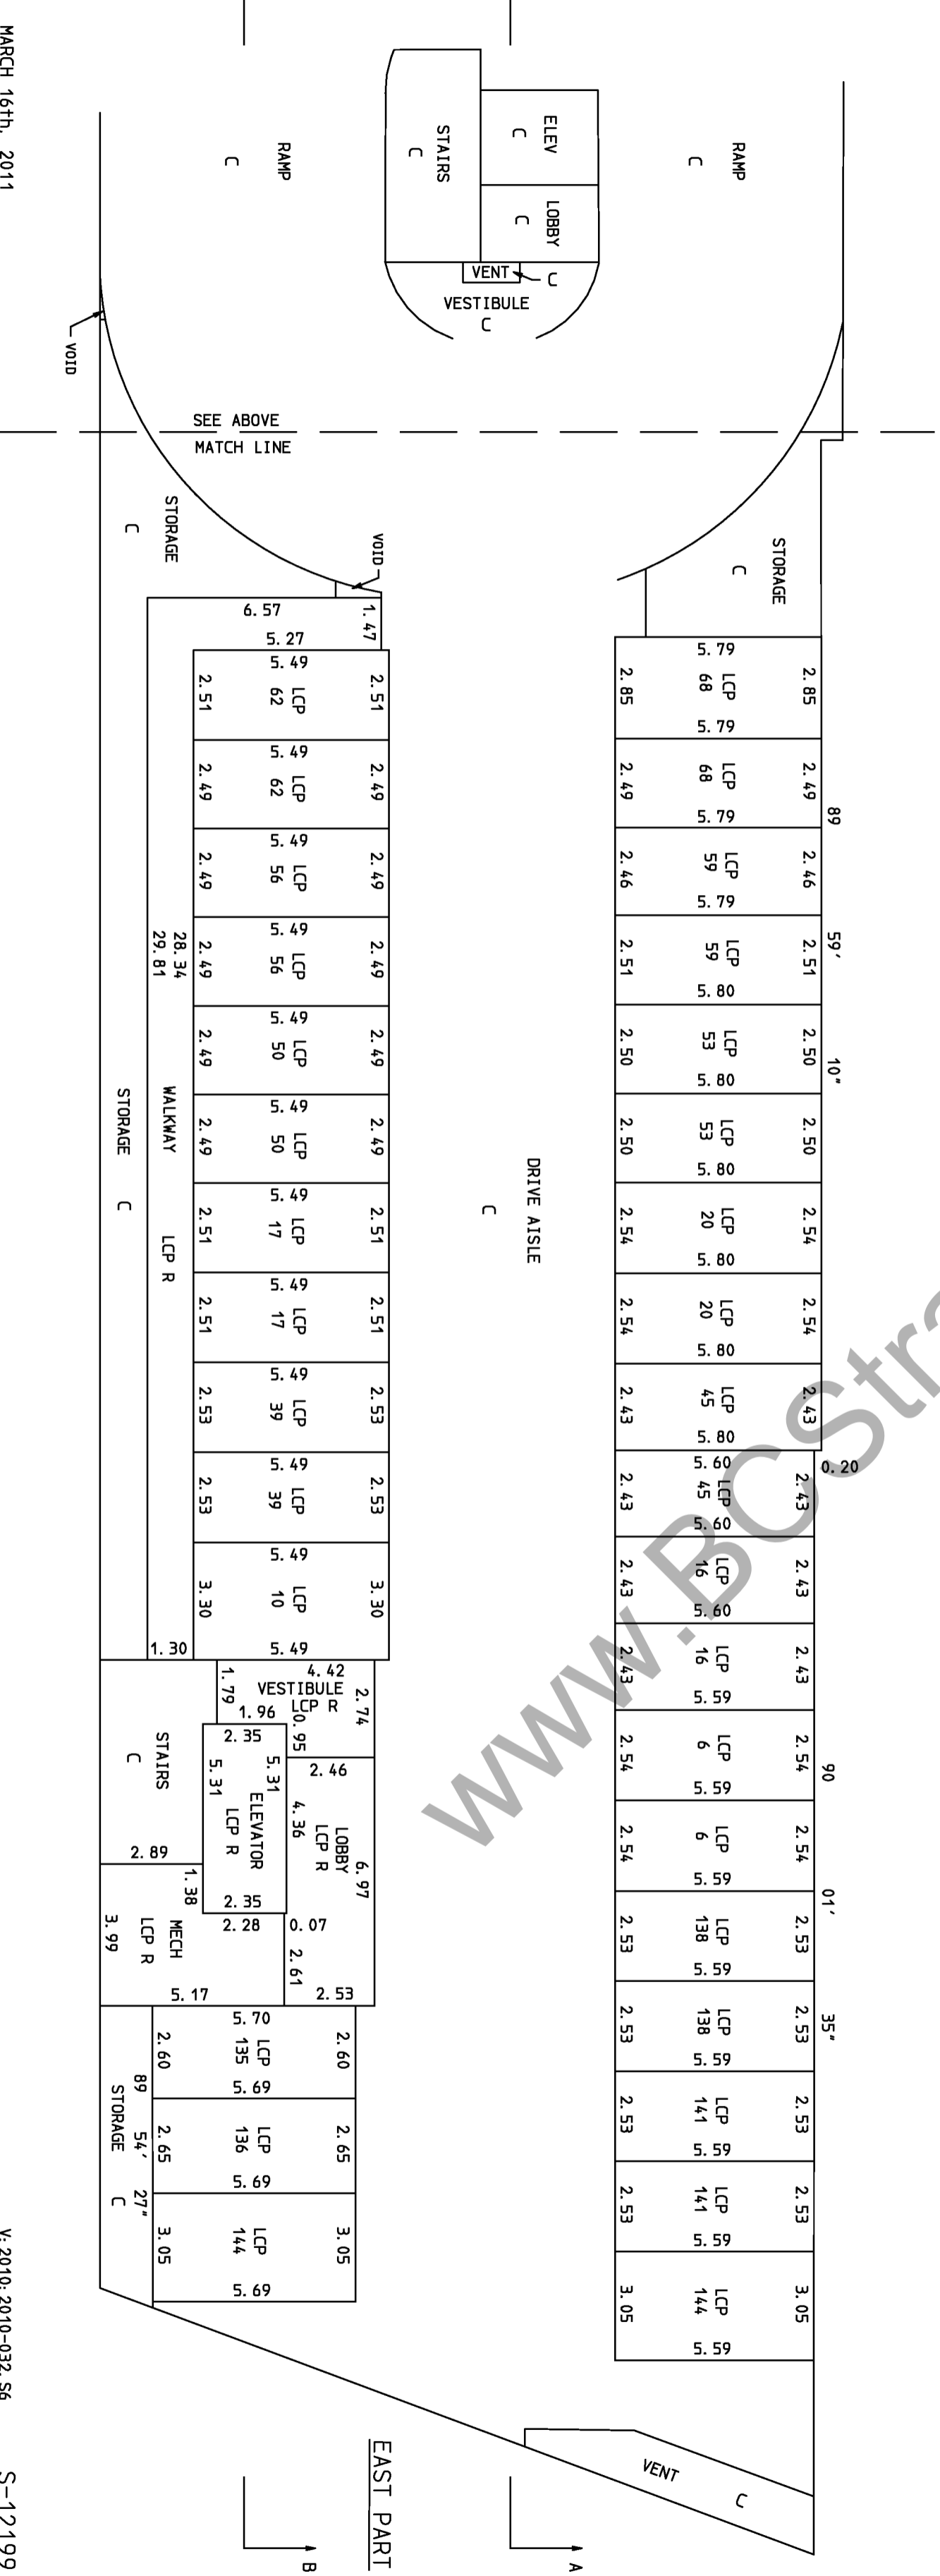 MARCH 16th, 2011
RAMP
C
STAIRS
C
ELEV
C
LOBBY
C
VENT
C
VESTIBULE
C
RAMP
C
VOID
SEE ABOVE
MATCH LINE
STORAGE
C
VOID
STORAGE
C
6.57
1.47
5.27
5.49
2.51
LCP
62
2.51
5.49
2.49
LCP
62
2.49
5.49
2.49
LCP
56
2.49
5.49
2.49
LCP
56
2.49
5.49
2.49
LCP
50
2.49
5.49
2.49
LCP
50
2.49
5.49
2.51
LCP
17
2.51
5.49
2.51
LCP
17
2.51
5.49
2.53
LCP
39
2.53
5.49
2.53
LCP
39
2.53
5.49
3.30
LCP
10
3.30
5.49
28.34
29.81
WALKWAY LCP R
1.30
STORAGE C
DRIVE AISLE
C
5.79
2.85
LCP
68
2.85
5.79
2.49
LCP
68
2.49
5.79
2.46
LCP
59
2.46
5.79
2.51
LCP
59
2.51
5.80
2.50
LCP
53
2.50
5.80
2.50
LCP
53
2.50
5.80
2.54
LCP
20
2.54
5.80
2.54
LCP
20
2.54
5.80
2.43
LCP
45
2.43
5.80
5.60
0.20
2.43
LCP
45
2.43
5.60
2.43
LCP
16
2.43
5.60
2.43
LCP
16
2.43
5.59
2.54
LCP
6
2.54
5.59
2.54
LCP
6
2.54
5.59
2.53
LCP
138
2.53
5.59
2.53
LCP
138
2.53
5.59
2.53
LCP
141
2.53
5.59
2.53
LCP
141
2.53
5.59
3.05
LCP
144
3.05
5.59
89 59' 10"
90 01' 35"
4.42
VESTIBULE
LCP R
2.74
1.79
1.96
0.95
2.35
5.31
ELEVATOR
LCP R
5.31
2.35
2.46
4.36
LOBBY
LCP R
6.97
0.07
2.61
2.53
STAIRS
C
2.89
1.38
2.28
MECH
LCP R
3.99
5.17
5.70
2.60
LCP
135
2.60
5.69
2.65
LCP
136
2.65
5.69
3.05
LCP
144
3.05
5.69
89 54' 27"
STORAGE C
VENT C
EAST PART
A
B
V:2010:2010-032.S6
S-12199